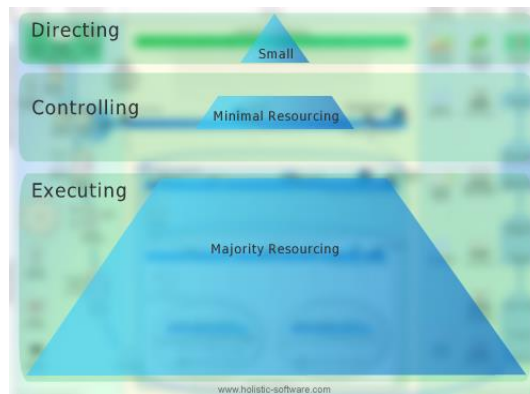 Directing
Small
Controlling
Minimal Resourcing
Executing
Majority Resourcing
www.holistic-software.com